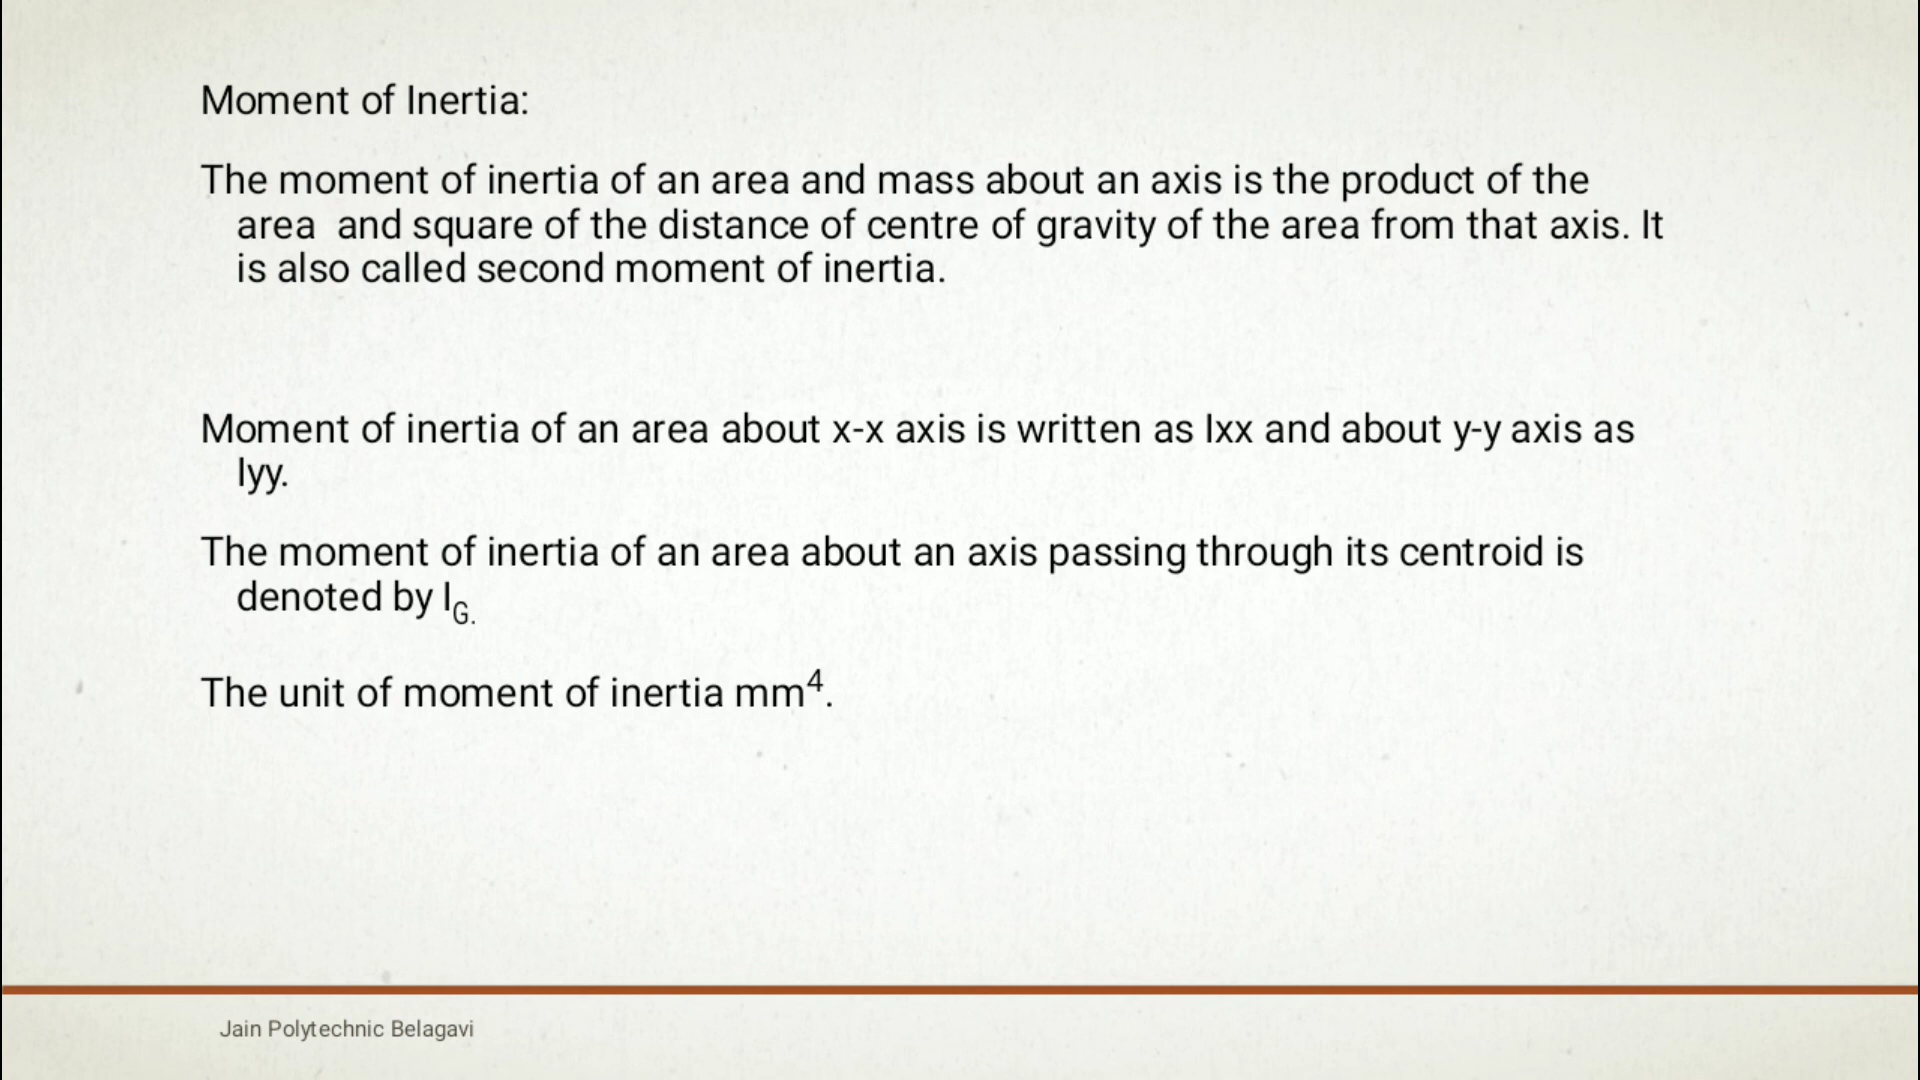 Moment of Inertia:
The moment of inertia of an area and mass about an axis is the product of the
area  and square of the distance of centre of gravity of the area from that axis. It
is also called second moment of inertia.
Moment of inertia of an area about x-x axis is written as Ixx and about y-y axis as
Iyy.
The moment of inertia of an area about an axis passing through its centroid is
denoted by I_G.
The unit of moment of inertia mm⁴.
Jain Polytechnic Belagavi